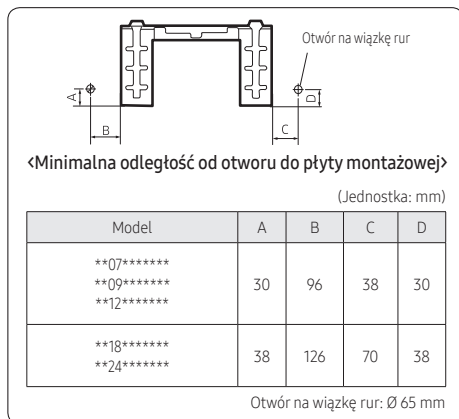 Otwór na wiązkę rur
A
B
C
D
<Minimalna odległość od otworu do płyty montażowej>
(Jednostka: mm)
Model A B C D
**07*******
**09*******
**12*******
30 96 38 30
**18*******
**24*******
38 126 70 38
Otwór na wiązkę rur: Ø 65 mm